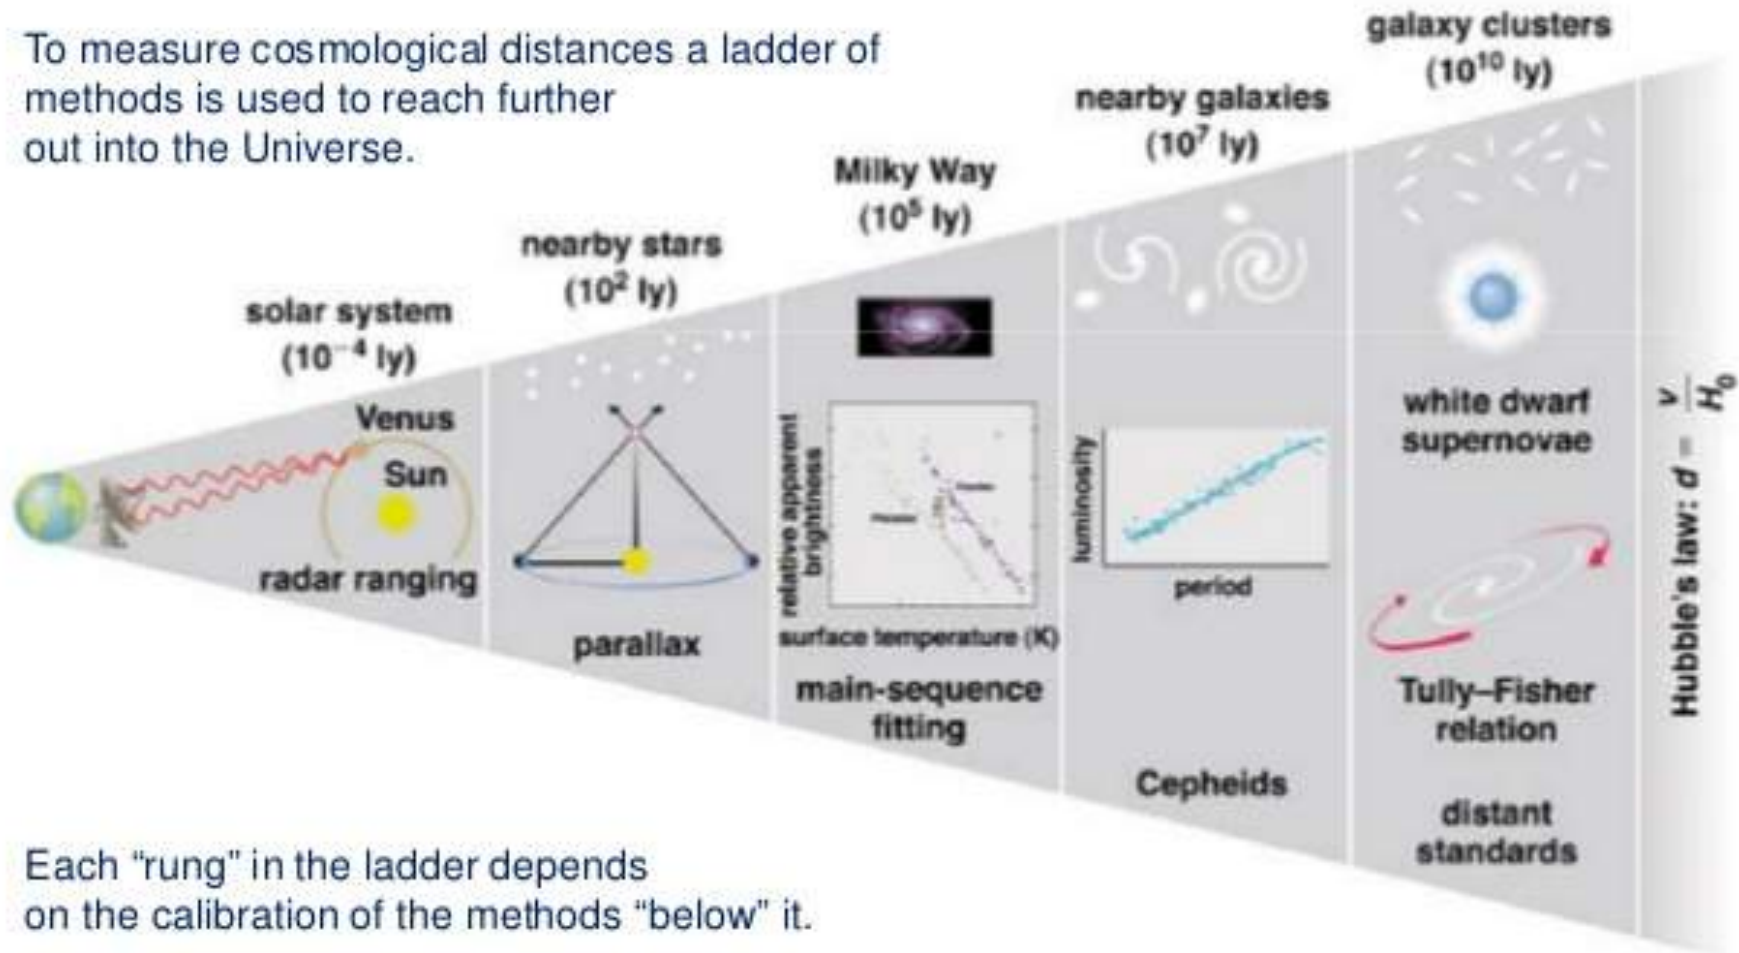 To measure cosmological distances a ladder of
methods is used to reach further
out into the Universe.
solar system
(10⁻⁴ ly)
nearby stars
(10² ly)
Milky Way
(10⁵ ly)
nearby galaxies
(10⁷ ly)
galaxy clusters
(10¹⁰ ly)
Venus
Sun
radar ranging
parallax
relative apparent
brightness
surface temperature (K)
main-sequence
fitting
luminosity
period
Cepheids
white dwarf
supernovae
Tully–Fisher
relation
distant
standards
Hubble's law: d = v/H₀
Each “rung” in the ladder depends
on the calibration of the methods “below” it.